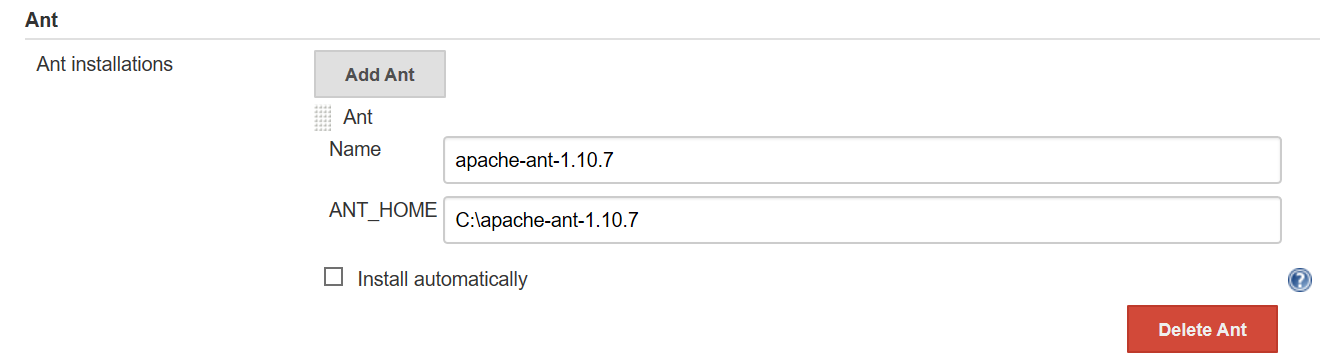 Ant
Ant installations
Add Ant
Ant
Name
apache-ant-1.10.7
ANT_HOME
C:\apache-ant-1.10.7
Install automatically
?
Delete Ant